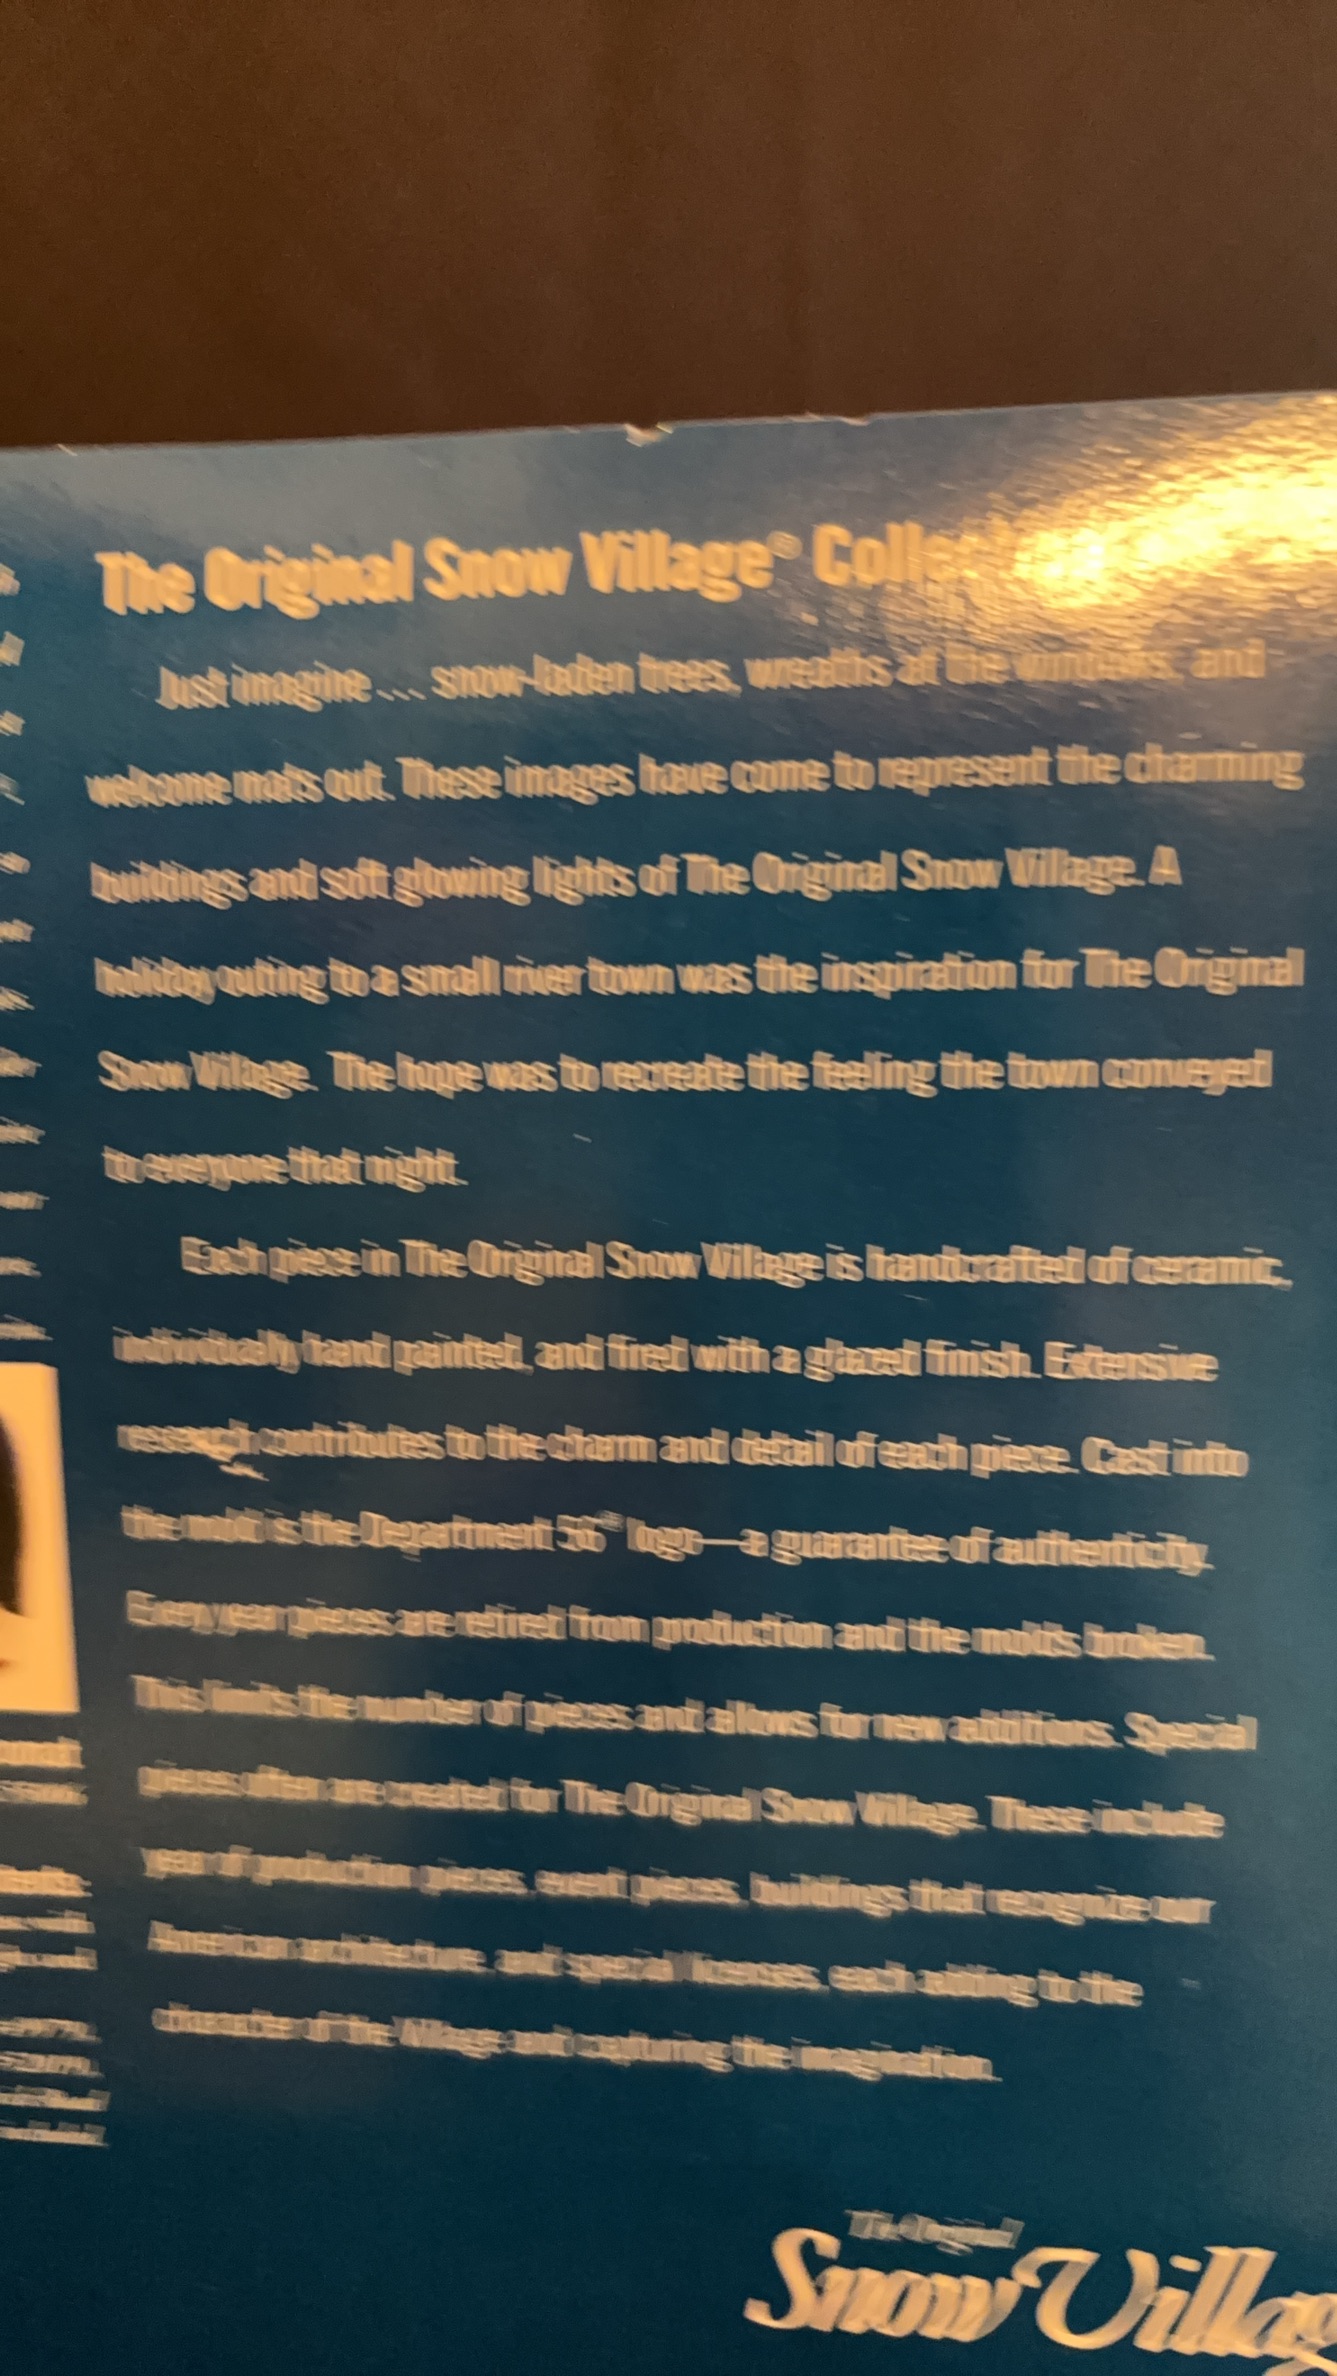 The Original Snow Village® Collect
Just imagine ... snow-laden trees, wreaths at the windows, and
welcome mats out. These images have come to represent the charming
buildings and soft glowing lights of The Original Snow Village. A
holiday outing to a small river town was the inspiration for The Original
Snow Village. The hope was to recreate the feeling the town conveyed
to everyone that night.
Each piece in The Original Snow Village is handcrafted of ceramic,
individually hand painted, and fired with a glazed finish. Extensive
research contributes to the charm and detail of each piece. Cast into
the mold is the Department 56® logo—a guarantee of authenticity.
Every year pieces are retired from production and the molds broken.
This limits the number of pieces and allows for new additions. Special
pieces often are created for The Original Snow Village. These include
year of production pieces, event pieces, buildings that recognize our
American architecture, and special licenses, each adding to the
character of the Village and capturing the imagination.
The Original
Snow Villag